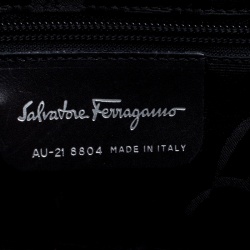 Salvatore Ferragamo
AU-21 8804 MADE IN ITALY